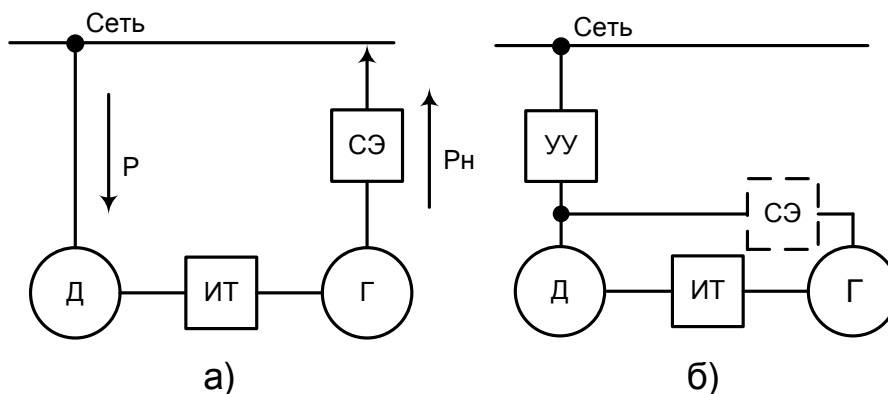 Сеть
Р
СЭ
Рн
Д
ИТ
Г
а)
Сеть
УУ
СЭ
Д
ИТ
Г
б)